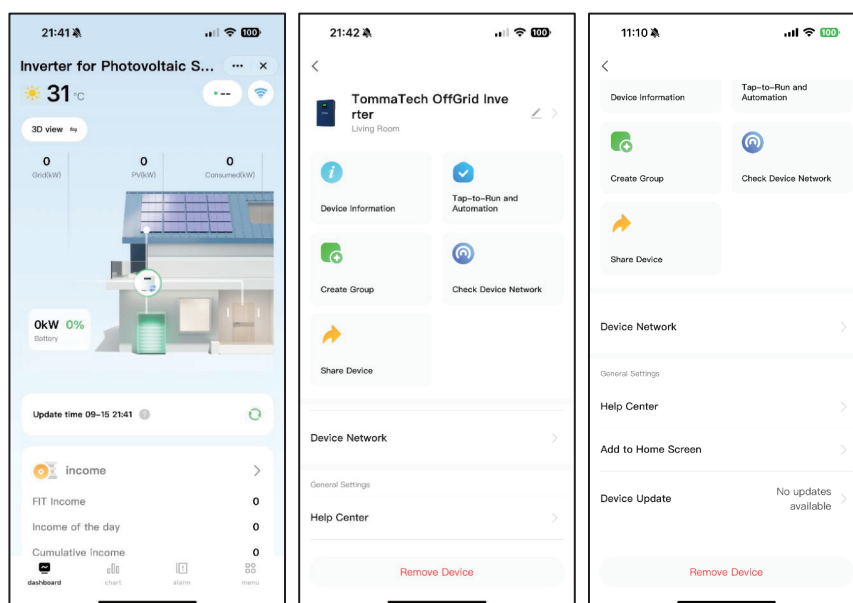 21:41
100
Inverter for Photovoltaic S...
31 °C
--
3D view
0
0
0
Grid(kW)
PV(kW)
Consumed(kW)
0kW 0%
Battery
Update time 09-15 21:41
income
FIT Income
0
Income of the day
0
Cumulative income
0
dashboard
chart
alarm
menu
21:42
100
TommaTech OffGrid Inve
rter
Living Room
Device Information
Tap-to-Run and
Automation
Create Group
Check Device Network
Share Device
Device Network
General Settings
Help Center
Remove Device
11:10
100
Device Information
Tap-to-Run and
Automation
Create Group
Check Device Network
Share Device
Device Network
General Settings
Help Center
Add to Home Screen
Device Update
No updates
available
Remove Device